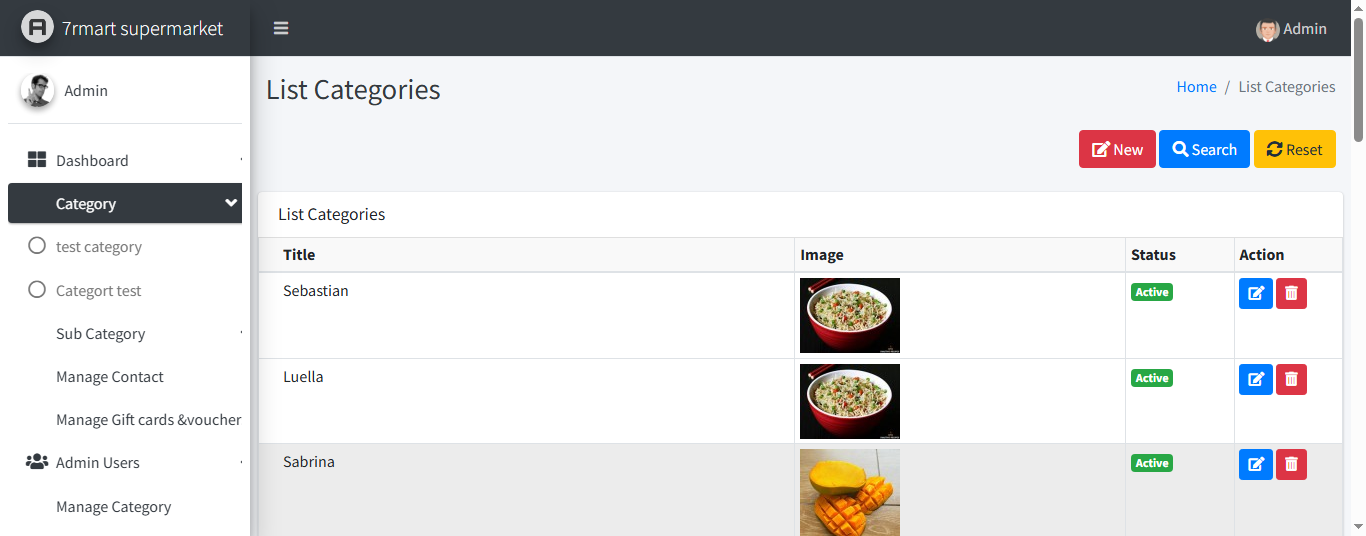 7rmart supermarket
Admin
Admin
List Categories
Home / List Categories
Dashboard
Category
test category
Categort test
Sub Category
Manage Contact
Manage Gift cards &voucher
Admin Users
Manage Category
New Search Reset
List Categories
Title Image Status Action
Sebastian Active
Luella Active
Sabrina Active